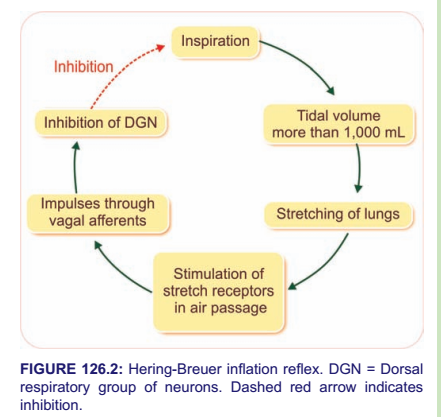 Inspiration
Inhibition
Tidal volume
more than 1,000 mL
Inhibition of DGN
Impulses through
vagal afferents
Stretching of lungs
Stimulation of
stretch receptors
in air passage
FIGURE 126.2: Hering-Breuer inflation reflex. DGN = Dorsal
respiratory group of neurons. Dashed red arrow indicates
inhibition.